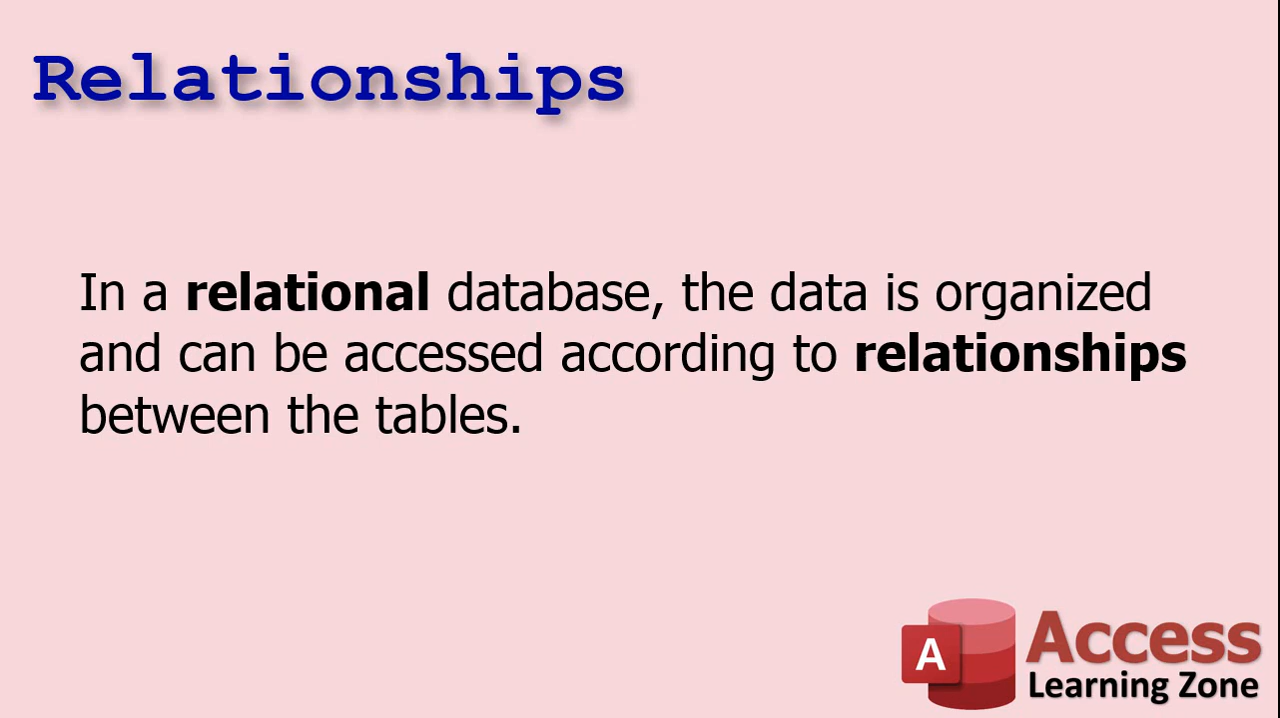 Relationships
In a relational database, the data is organized
and can be accessed according to relationships
between the tables.
A
Access
Learning Zone